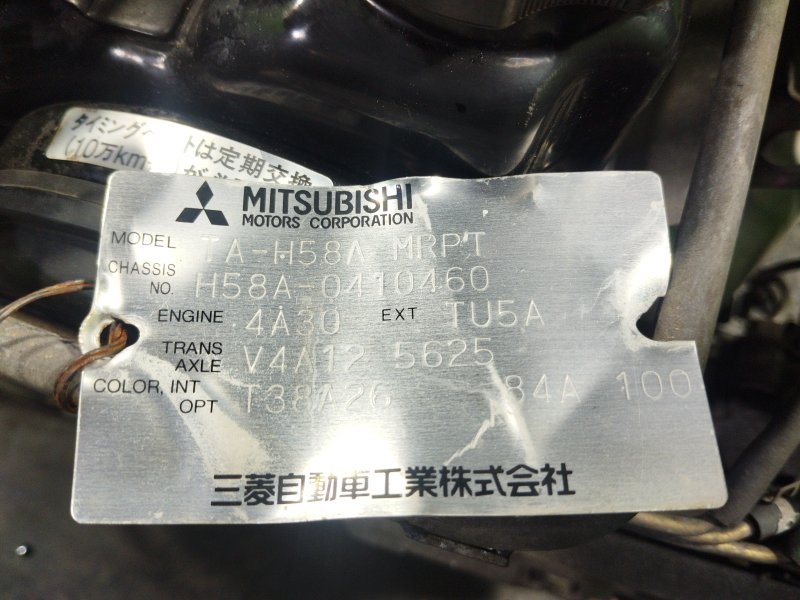 タイミングベルトは定期交換
(10万km
MITSUBISHI
MOTORS CORPORATION
MODEL TA-H58A MRPT
CHASSIS NO. H58A-0410460
ENGINE 4A30 EXT TU5A
TRANS AXLE V4A12 5625
COLOR, INT OPT T38A26 84A 100
三菱自動車工業株式会社